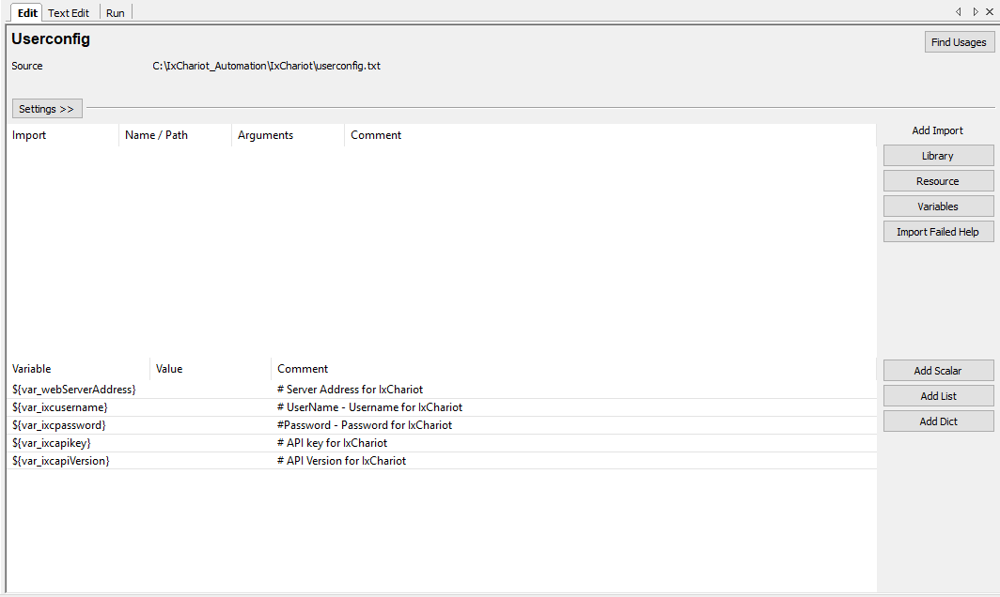 Edit Text Edit Run
Userconfig
Find Usages
Source C:\IxChariot_Automation\IxChariot\userconfig.txt
Settings >>
Import Name / Path Arguments Comment
Add Import
Library
Resource
Variables
Import Failed Help
Variable Value Comment
${var_webServerAddress} # Server Address for IxChariot
${var_ixcusername} # UserName - Username for IxChariot
${var_ixcpassword} #Password - Password for IxChariot
${var_ixcapikey} # API key for IxChariot
${var_ixcapiVersion} # API Version for IxChariot
Add Scalar
Add List
Add Dict